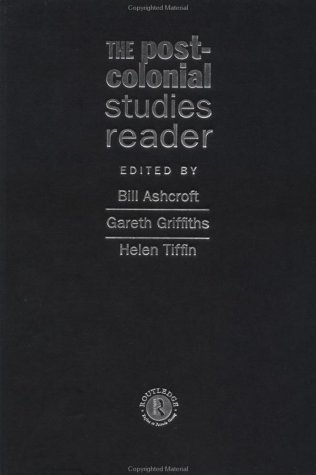 THE post-
colonial
studies
reader
EDITED BY
Bill Ashcroft
Gareth Griffiths
Helen Tiffin
ROUTLEDGE
R